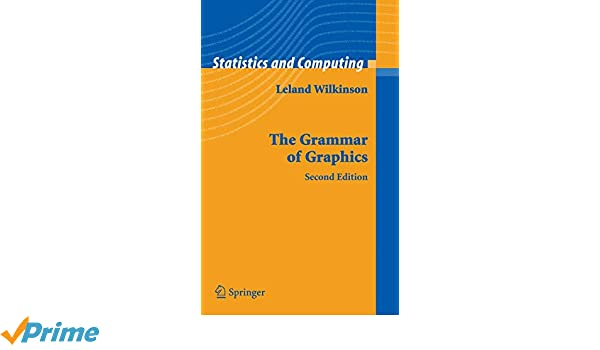 Statistics and Computing
Leland Wilkinson
The Grammar
of Graphics
Second Edition
Springer
Prime